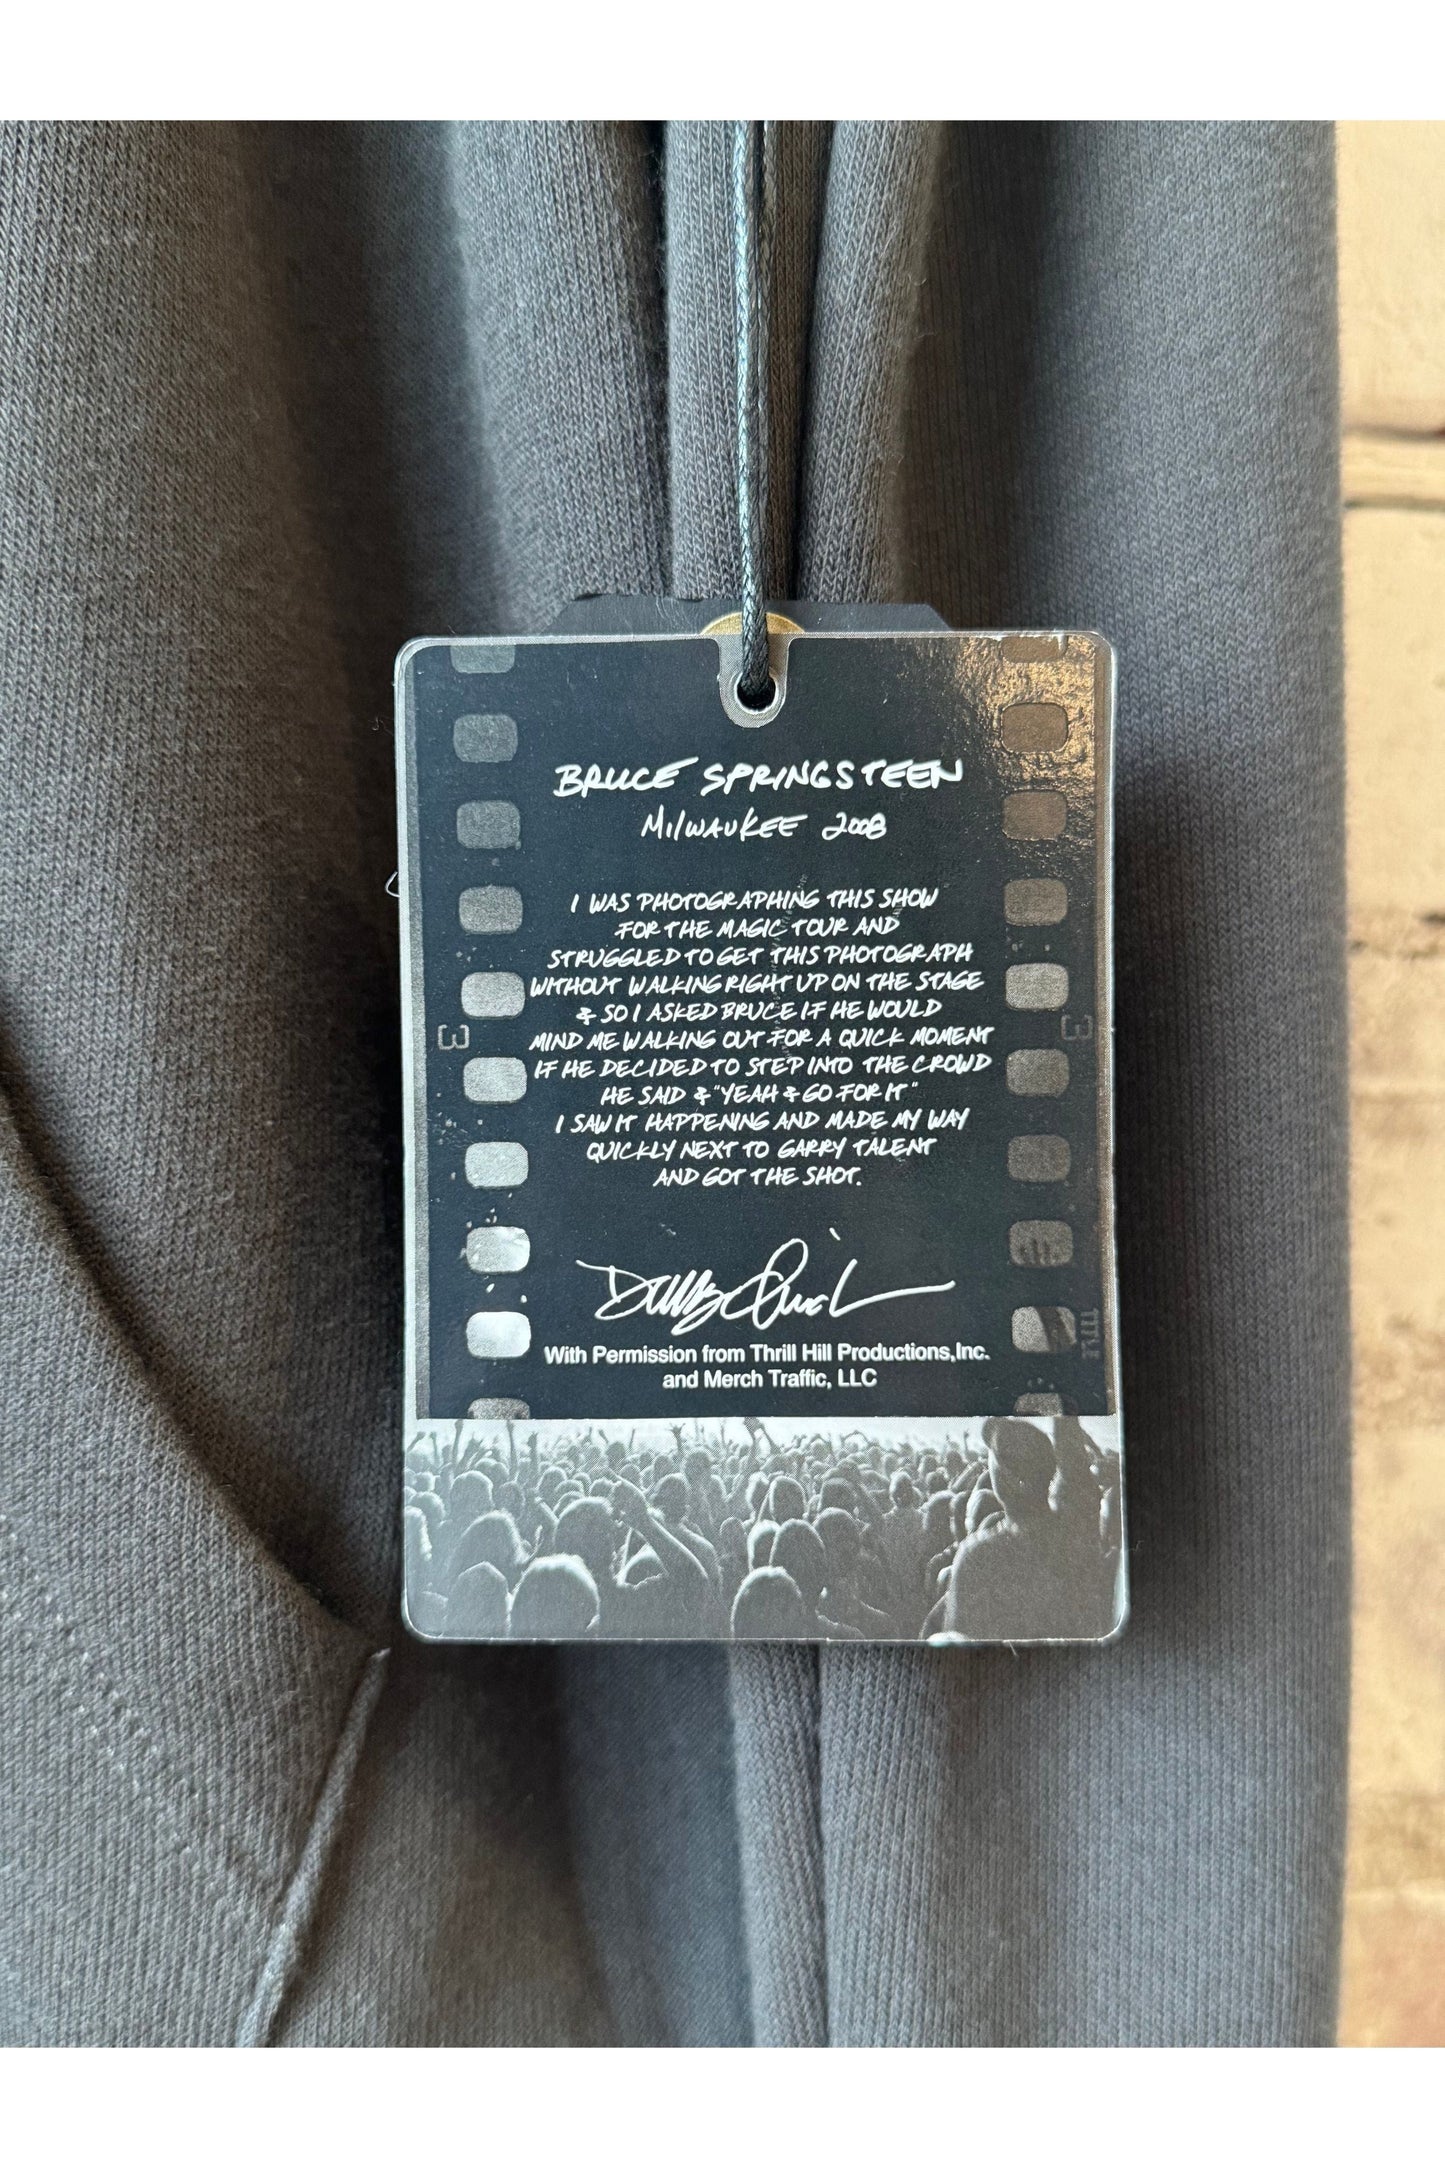 BRUCE SPRINGSTEEN
MILWAUKEE 2008
I WAS PHOTOGRAPHING THIS SHOW
FOR THE MAGIC TOUR AND
STRUGGLED TO GET THIS PHOTOGRAPH
WITHOUT WALKING RIGHT UP ON THE STAGE
& SO I ASKED BRUCE IF HE WOULD
MIND ME WALKING OUT FOR A QUICK MOMENT
IF HE DECIDED TO STEP INTO THE CROWD
HE SAID & "YEAH & GO FOR IT"
I SAW IT HAPPENING AND MADE MY WAY
QUICKLY NEXT TO GARRY TALENT
AND GOT THE SHOT.
With Permission from Thrill Hill Productions,Inc.
and Merch Traffic, LLC
3
3
TITLE